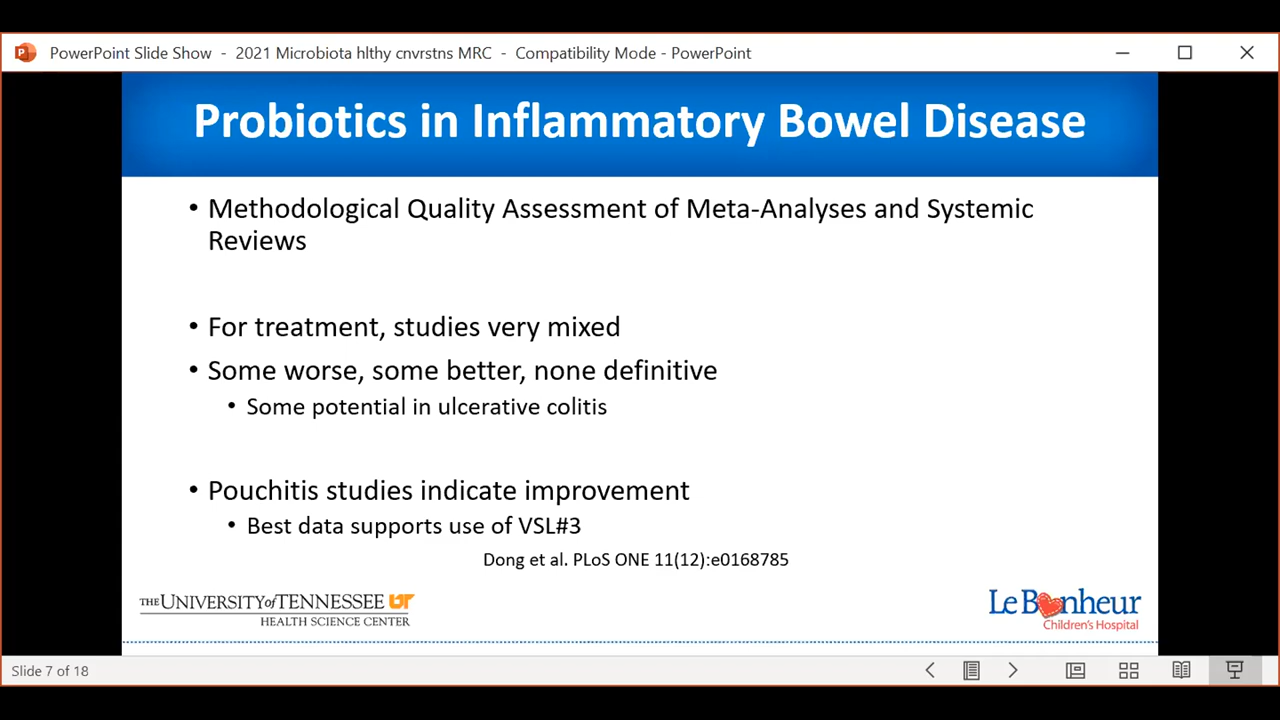 PowerPoint Slide Show - 2021 Microbiota hlthy cnvrstns MRC - Compatibility Mode - PowerPoint
Probiotics in Inflammatory Bowel Disease
• Methodological Quality Assessment of Meta-Analyses and Systemic
Reviews
• For treatment, studies very mixed
• Some worse, some better, none definitive
• Some potential in ulcerative colitis
• Pouchitis studies indicate improvement
• Best data supports use of VSL#3
Dong et al. PLoS ONE 11(12):e0168785
THE UNIVERSITY of TENNESSEE UT
HEALTH SCIENCE CENTER
Le Bonheur
Children's Hospital
Slide 7 of 18